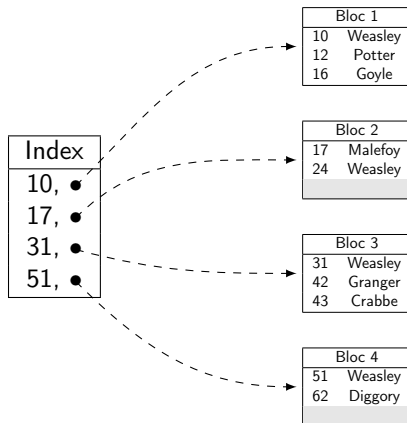 Index
10,
17,
31,
51,
Bloc 1
10 Weasley
12 Potter
16 Goyle
Bloc 2
17 Malefoy
24 Weasley
Bloc 3
31 Weasley
42 Granger
43 Crabbe
Bloc 4
51 Weasley
62 Diggory